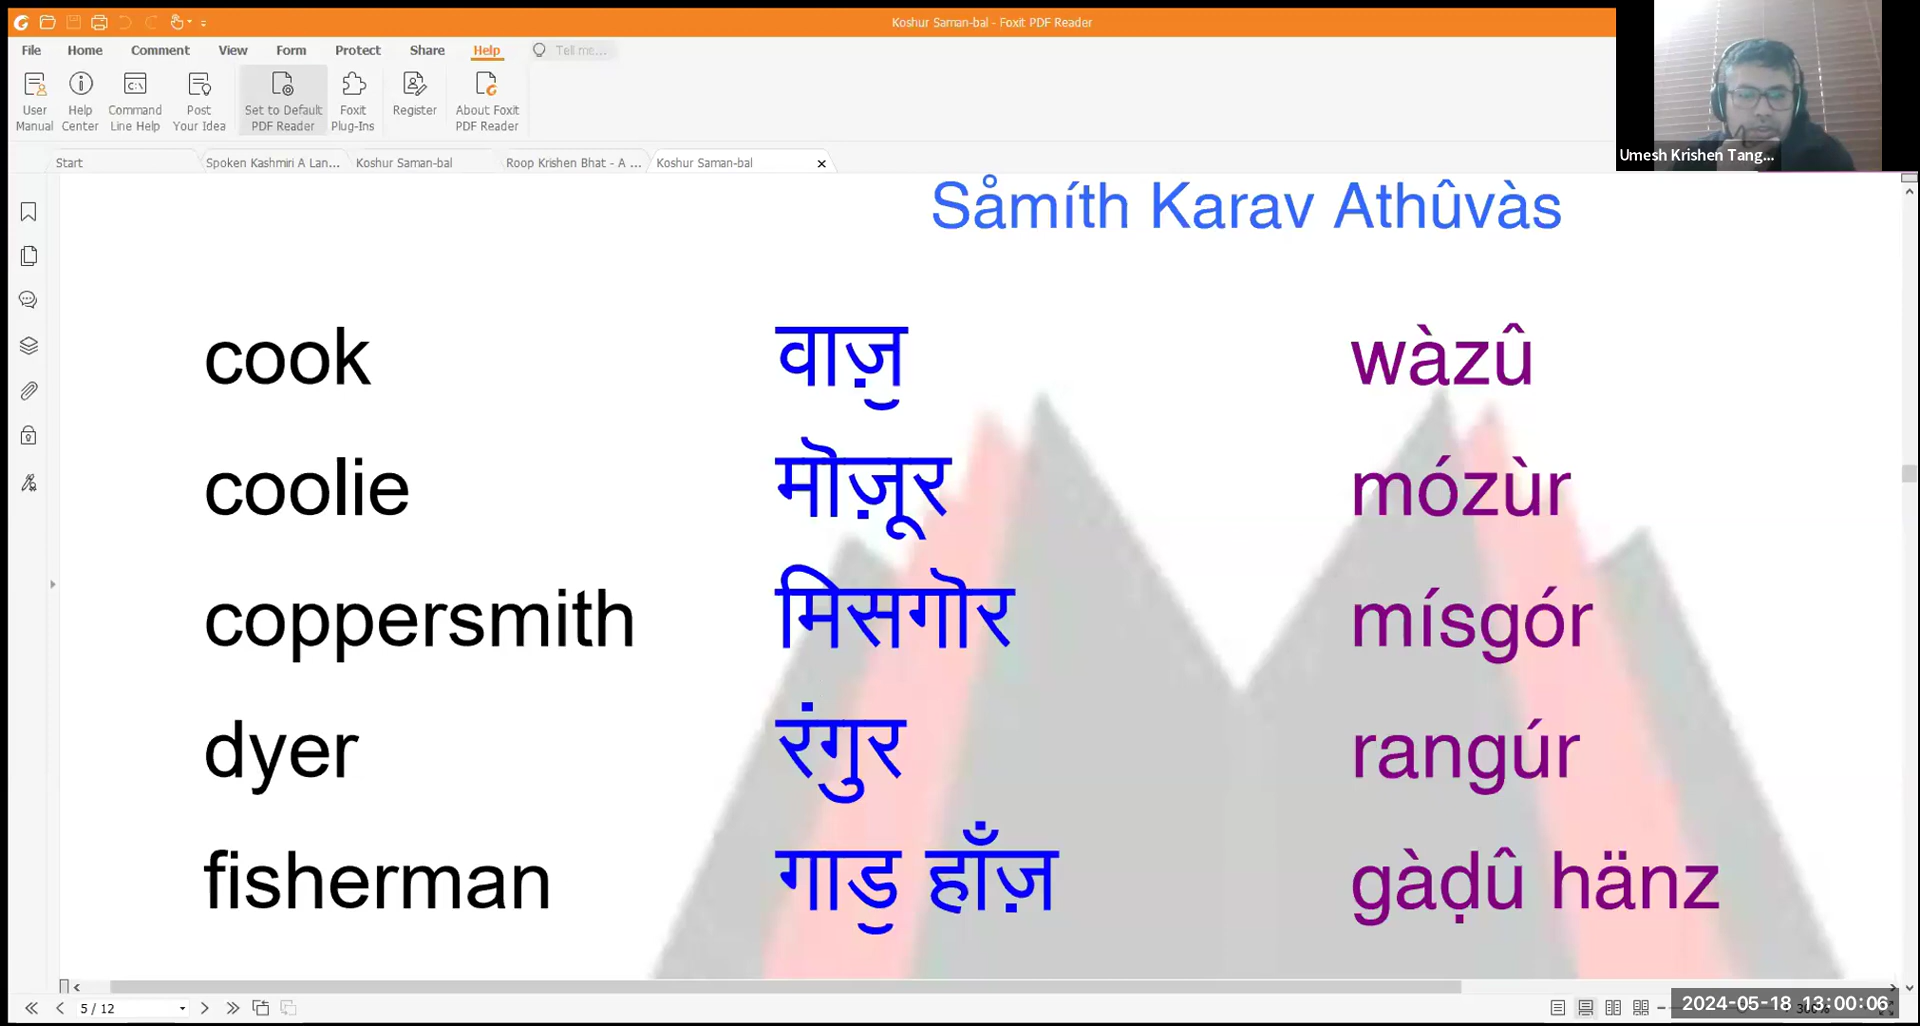 Koshur Saman-bal - Foxit PDF Reader
File Home Comment View Form Protect Share Help Tell me...
User Manual
Help Center
Command Line Help
Post Your Idea
Set to Default PDF Reader
Foxit Plug-Ins
Register
About Foxit PDF Reader
Umesh Krishen Tang...
Start Spoken Kashmiri A Lan... Koshur Saman-bal Roop Krishen Bhat - A ... Koshur Saman-bal
Såmíth Karav Athûvàs
cook वाज़ॖ wàzû
coolie मॊज़ूर mózùr
coppersmith मिसगॊर mísgór
dyer रंगुर rangúr
fisherman गाडॖ हाँज़ gàḍû hänz
5 / 12
2024-05-18 13:00:06